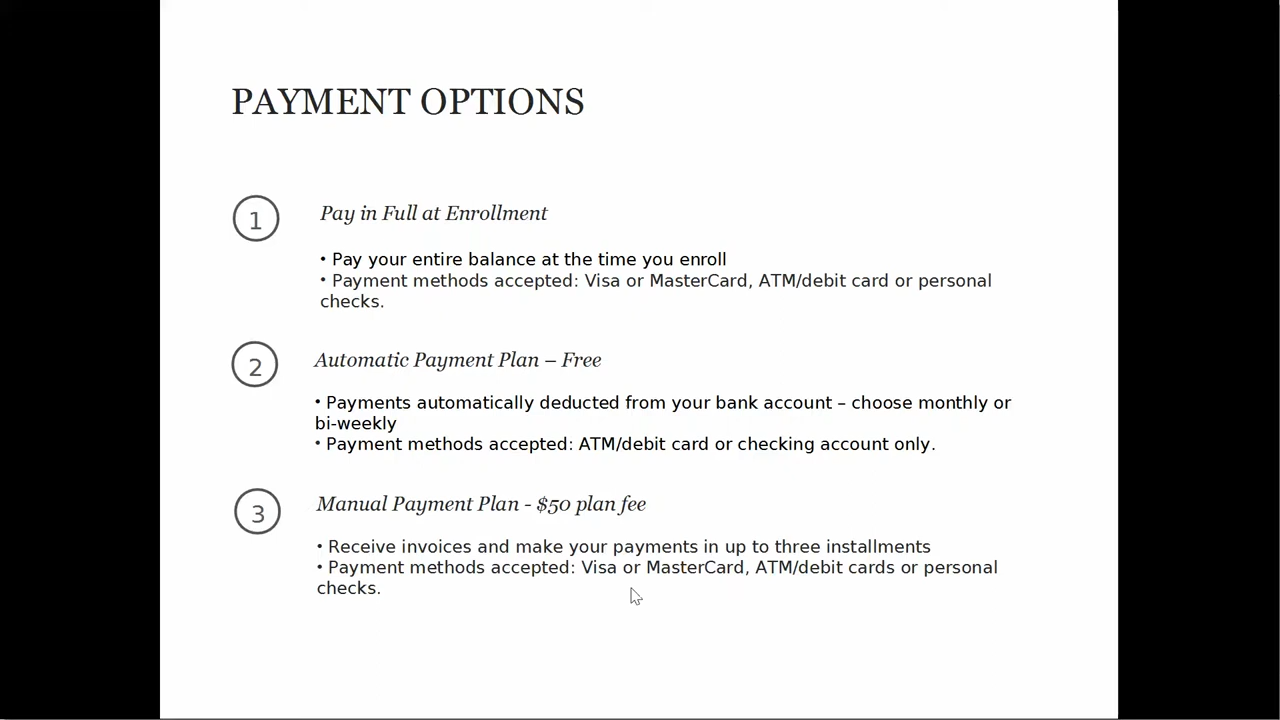 PAYMENT OPTIONS
1
Pay in Full at Enrollment
• Pay your entire balance at the time you enroll
• Payment methods accepted: Visa or MasterCard, ATM/debit card or personal
checks.
2
Automatic Payment Plan – Free
• Payments automatically deducted from your bank account – choose monthly or
bi-weekly
• Payment methods accepted: ATM/debit card or checking account only.
3
Manual Payment Plan - $50 plan fee
• Receive invoices and make your payments in up to three installments
• Payment methods accepted: Visa or MasterCard, ATM/debit cards or personal
checks.